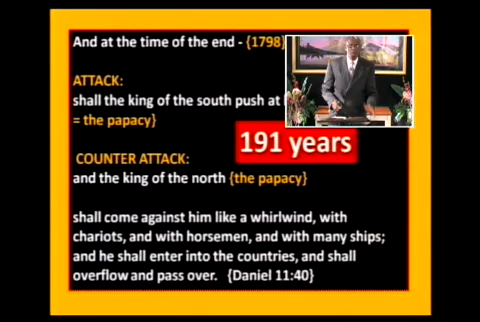 And at the time of the end - {1798}
ATTACK:
shall the king of the south push at
= the papacy}
191 years
COUNTER ATTACK:
and the king of the north {the papacy}
shall come against him like a whirlwind, with
chariots, and with horsemen, and with many ships;
and he shall enter into the countries, and shall
overflow and pass over. {Daniel 11:40}